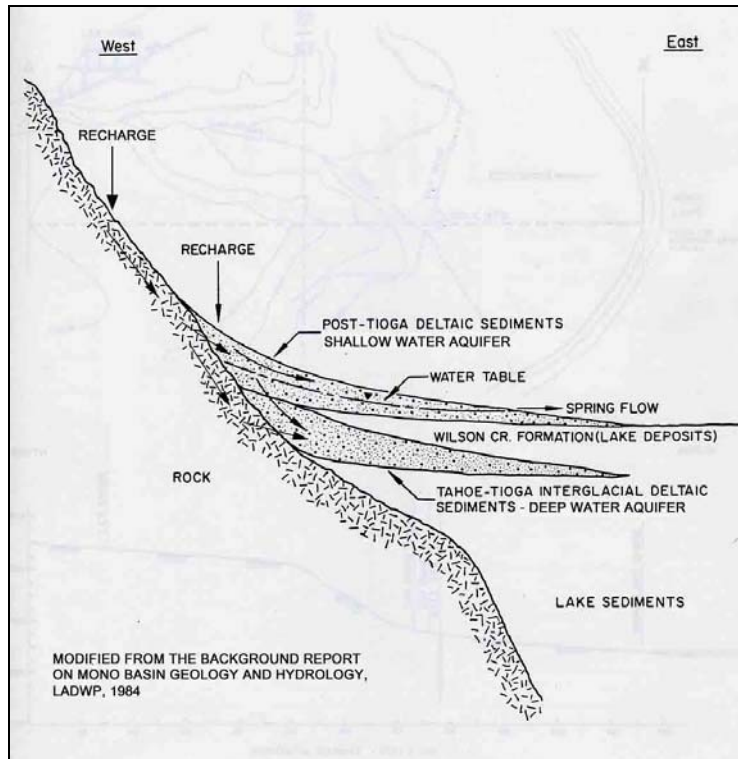 West
East
RECHARGE
RECHARGE
POST-TIOGA DELTAIC SEDIMENTS
SHALLOW WATER AQUIFER
WATER TABLE
SPRING FLOW
WILSON CR. FORMATION (LAKE DEPOSITS)
TAHOE-TIOGA INTERGLACIAL DELTAIC
SEDIMENTS - DEEP WATER AQUIFER
ROCK
LAKE SEDIMENTS
MODIFIED FROM THE BACKGROUND REPORT
ON MONO BASIN GEOLOGY AND HYDROLOGY,
LADWP, 1984